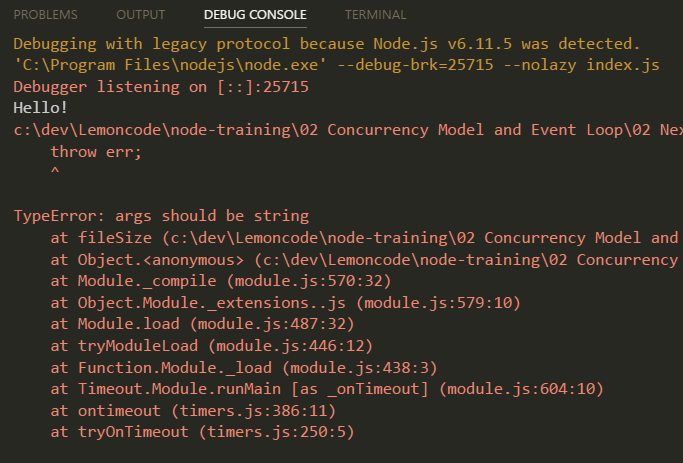 PROBLEMS OUTPUT DEBUG CONSOLE TERMINAL
Debugging with legacy protocol because Node.js v6.11.5 was detected.
'C:\Program Files\nodejs\node.exe' --debug-brk=25715 --nolazy index.js
Debugger listening on [::]:25715
Hello!
c:\dev\Lemoncode\node-training\02 Concurrency Model and Event Loop\02 Nex
throw err;
^
TypeError: args should be string
at fileSize (c:\dev\Lemoncode\node-training\02 Concurrency Model and
at Object.<anonymous> (c:\dev\Lemoncode\node-training\02 Concurrency
at Module._compile (module.js:570:32)
at Object.Module._extensions..js (module.js:579:10)
at Module.load (module.js:487:32)
at tryModuleLoad (module.js:446:12)
at Function.Module._load (module.js:438:3)
at Timeout.Module.runMain [as _onTimeout] (module.js:604:10)
at ontimeout (timers.js:386:11)
at tryOnTimeout (timers.js:250:5)